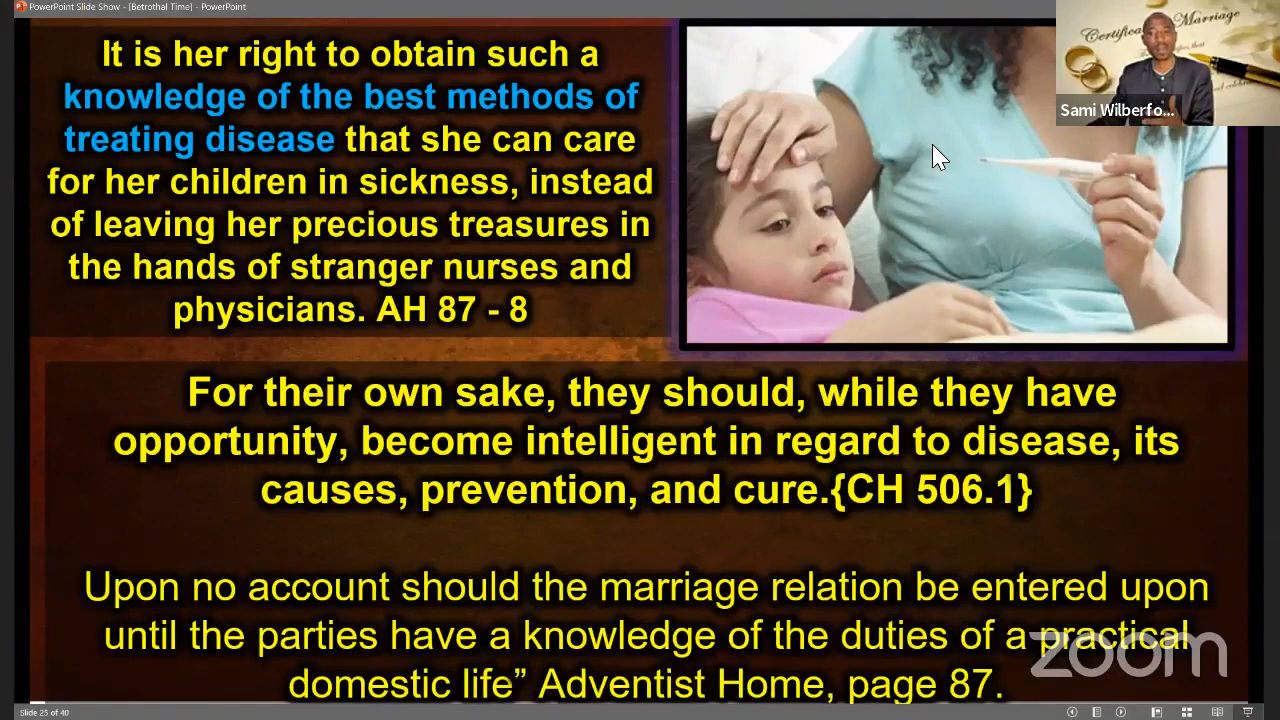 PowerPoint Slide Show - [Betrothal Time] - PowerPoint
It is her right to obtain such a
knowledge of the best methods of
treating disease that she can care
for her children in sickness, instead
of leaving her precious treasures in
the hands of stranger nurses and
physicians. AH 87 - 8
Marriage
Sami Wilberfo...
For their own sake, they should, while they have
opportunity, become intelligent in regard to disease, its
causes, prevention, and cure.{CH 506.1}
Upon no account should the marriage relation be entered upon
until the parties have a knowledge of the duties of a practical
domestic life” Adventist Home, page 87.
zoom
Slide 25 of 40